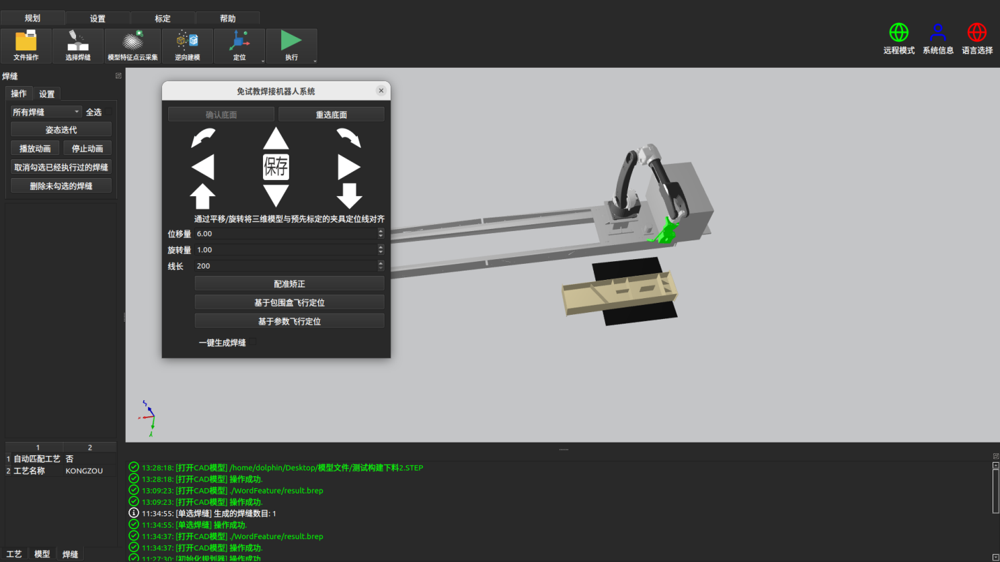 规划 设置 标定 帮助
文件操作 选择焊缝 模型特征点云采集 逆向建模 定位 执行
远程模式 系统信息 语言选择
焊缝
操作 设置
所有焊缝 全选
姿态迭代
播放动画 停止动画
取消勾选已经执行过的焊缝
删除未勾选的焊缝
免试教焊接机器人系统
确认底面 重选底面
保存
通过平移/旋转将三维模型与预先标定的夹具定位线对齐
位移量 6.00
旋转量 1.00
线长 200
配准矫正
基于包围盒飞行定位
基于参数飞行定位
一键生成焊缝
1 2
1 自动匹配工艺 否
2 工艺名称 KONGZOU
工艺 模型 焊缝
13:28:18: [打开CAD模型] /home/dolphin/Desktop/模型文件/测试构建下料2.STEP
13:28:18: [打开CAD模型] 操作成功.
13:09:23: [打开CAD模型] ./WordFeature/result.brep
13:09:23: [打开CAD模型] 操作成功.
11:34:55: [单选焊缝] 生成的焊缝数目: 1
11:34:55: [单选焊缝] 操作成功.
11:34:37: [打开CAD模型] ./WordFeature/result.brep
11:34:37: [打开CAD模型] 操作成功.
11:27:30: [初始化规划器] 操作成功.